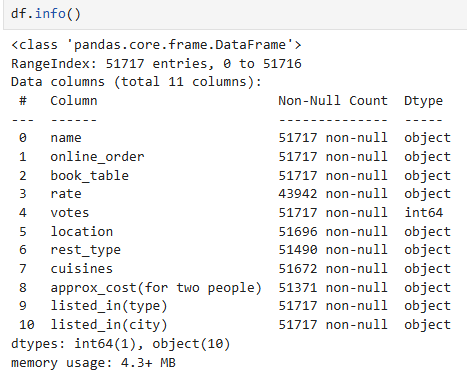 df.info()
<class 'pandas.core.frame.DataFrame'>
RangeIndex: 51717 entries, 0 to 51716
Data columns (total 11 columns):
 #   Column                       Non-Null Count  Dtype
---  ------                       --------------  -----
 0   name                         51717 non-null  object
 1   online_order                 51717 non-null  object
 2   book_table                   51717 non-null  object
 3   rate                         43942 non-null  object
 4   votes                        51717 non-null  int64
 5   location                     51696 non-null  object
 6   rest_type                    51490 non-null  object
 7   cuisines                     51672 non-null  object
 8   approx_cost(for two people)  51371 non-null  object
 9   listed_in(type)              51717 non-null  object
 10  listed_in(city)              51717 non-null  object
dtypes: int64(1), object(10)
memory usage: 4.3+ MB